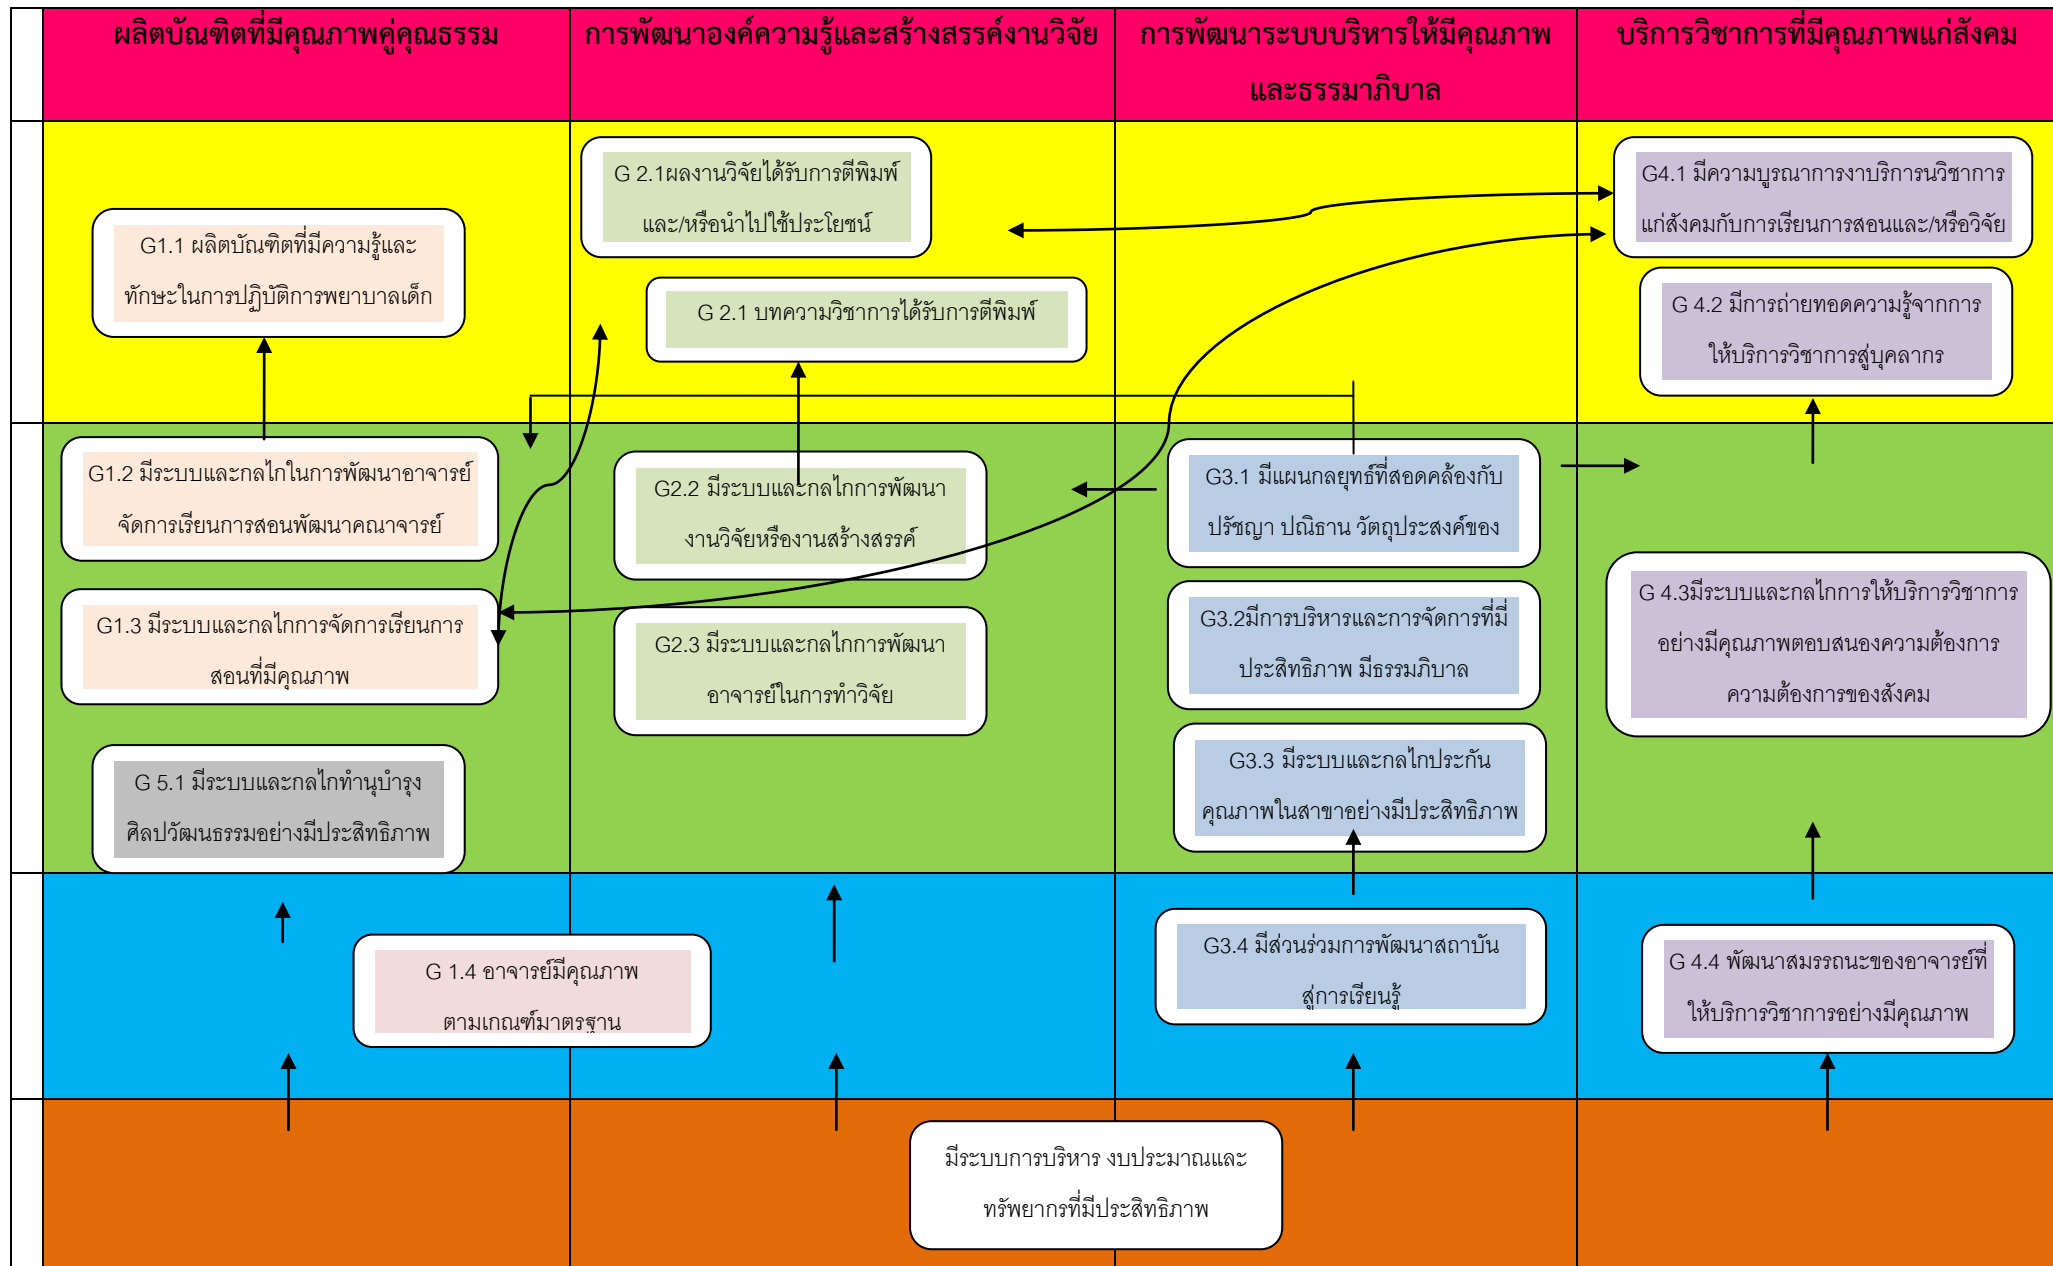 ผลิตบัณฑิตที่มีคุณภาพคู่คุณธรรม
การพัฒนาองค์ความรู้และสร้างสรรค์งานวิจัย
การพัฒนาระบบบริหารให้มีคุณภาพ
และธรรมาภิบาล
บริการวิชาการที่มีคุณภาพแก่สังคม
G1.1 ผลิตบัณฑิตที่มีความรู้และ
ทักษะในการปฏิบัติการพยาบาลเด็ก
G 2.1ผลงานวิจัยได้รับการตีพิมพ์
และ/หรือนำไปใช้ประโยชน์
G 2.1 บทความวิชาการได้รับการตีพิมพ์
G4.1 มีความบูรณาการงาบริการนวิชาการ
แก่สังคมกับการเรียนการสอนและ/หรือวิจัย
G 4.2 มีการถ่ายทอดความรู้จากการ
ให้บริการวิชาการสู่บุคลากร
G1.2 มีระบบและกลไกในการพัฒนาอาจารย์
จัดการเรียนการสอนพัฒนาคณาจารย์
G1.3 มีระบบและกลไกการจัดการเรียนการ
สอนที่มีคุณภาพ
G 5.1 มีระบบและกลไกทำนุบำรุง
ศิลปวัฒนธรรมอย่างมีประสิทธิภาพ
G2.2 มีระบบและกลไกการพัฒนา
งานวิจัยหรืองานสร้างสรรค์
G2.3 มีระบบและกลไกการพัฒนา
อาจารย์ในการทำวิจัย
G3.1 มีแผนกลยุทธ์ที่สอดคล้องกับ
ปรัชญา ปณิธาน วัตถุประสงค์ของ
G3.2มีการบริหารและการจัดการที่มี่
ประสิทธิภาพ มีธรรมภิบาล
G3.3 มีระบบและกลไกประกัน
คุณภาพในสาขาอย่างมีประสิทธิภาพ
G 4.3มีระบบและกลไกการให้บริการวิชาการ
อย่างมีคุณภาพตอบสนองความต้องการ
ความต้องการของสังคม
G 1.4 อาจารย์มีคุณภาพ
ตามเกณฑ์มาตรฐาน
G3.4 มีส่วนร่วมการพัฒนาสถาบัน
สู่การเรียนรู้
G 4.4 พัฒนาสมรรถนะของอาจารย์ที่
ให้บริการวิชาการอย่างมีคุณภาพ
มีระบบการบริหาร งบประมาณและ
ทรัพยากรที่มีประสิทธิภาพ